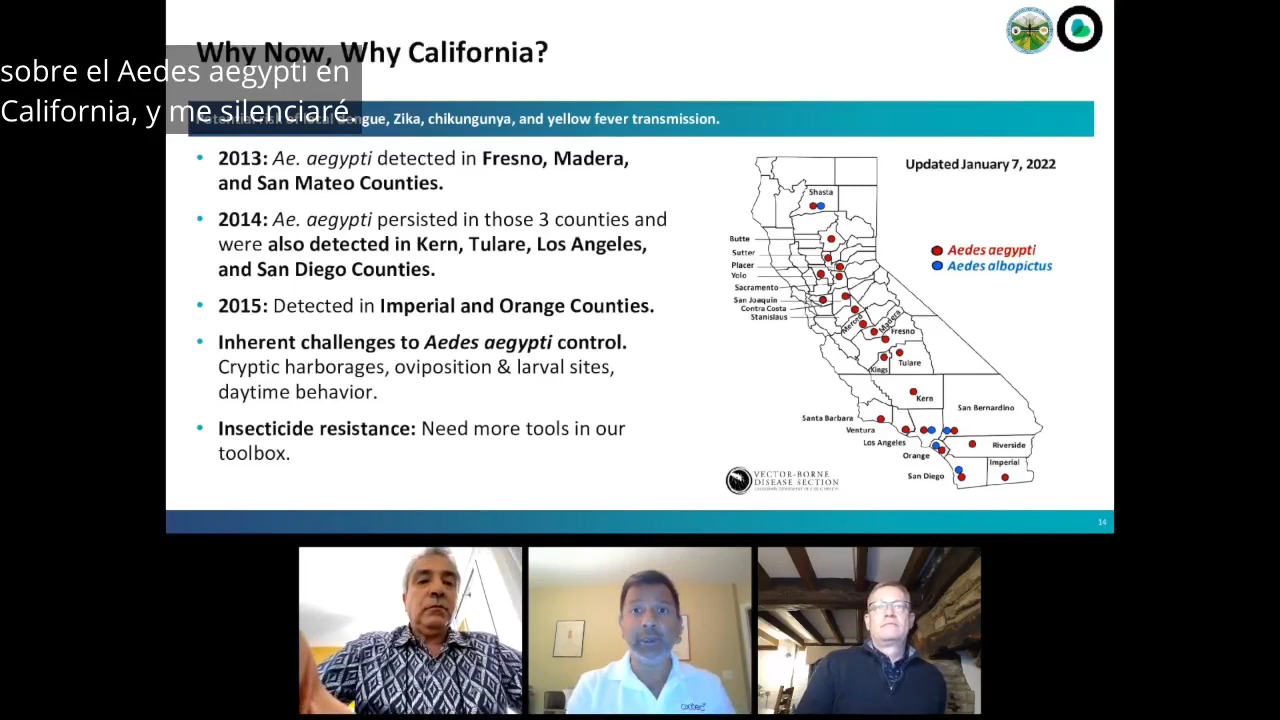 Why Now, Why California?
sobre el Aedes aegypti en
California, y me silenciaré.
Potential risk of local dengue, Zika, chikungunya, and yellow fever transmission.
• 2013: Ae. aegypti detected in Fresno, Madera,
and San Mateo Counties.
• 2014: Ae. aegypti persisted in those 3 counties and
were also detected in Kern, Tulare, Los Angeles,
and San Diego Counties.
• 2015: Detected in Imperial and Orange Counties.
• Inherent challenges to Aedes aegypti control.
Cryptic harborages, oviposition & larval sites,
daytime behavior.
• Insecticide resistance: Need more tools in our
toolbox.
Updated January 7, 2022
Aedes aegypti
Aedes albopictus
Shasta
Butte
Sutter
Placer
Yolo
Sacramento
San Joaquin
Contra Costa
Stanislaus
Merced
Madera
Fresno
Kings
Tulare
Kern
San Bernardino
Santa Barbara
Ventura
Los Angeles
Orange
Riverside
Imperial
San Diego
VECTOR-BORNE
DISEASE SECTION
14
oxitec